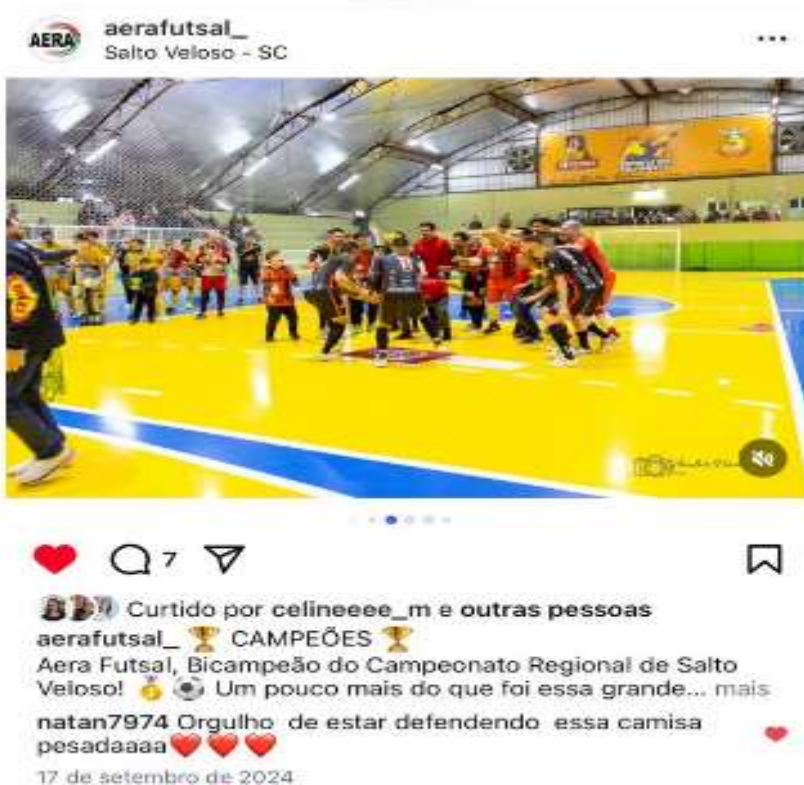 AERA
aerafutsal_
Salto Veloso - SC
7
Curtido por celineeee_m e outras pessoas
aerafutsal_ 🏆 CAMPEÕES 🏆
Aera Futsal, Bicampeão do Campeonato Regional de Salto
Veloso! 🥇 ⚽ Um pouco mais do que foi essa grande... mais
natan7974 Orgulho de estar defendendo essa camisa
pesadaaaa❤️❤️❤️
17 de setembro de 2024